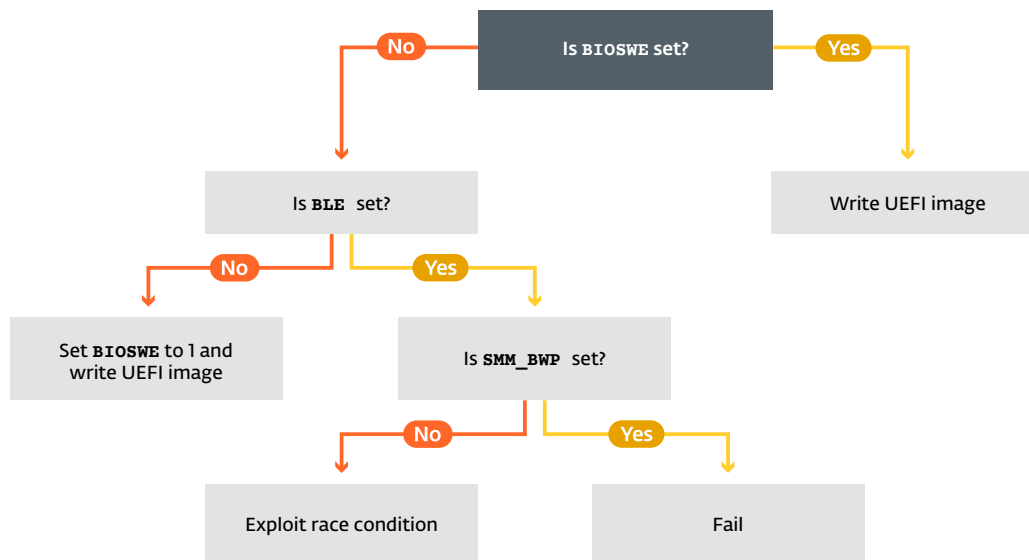 Is BIOSWE set?
No
Yes
Is BLE set?
Write UEFI image
No
Yes
Set BIOSWE to 1 and
write UEFI image
Is SMM_BWP set?
No
Yes
Exploit race condition
Fail